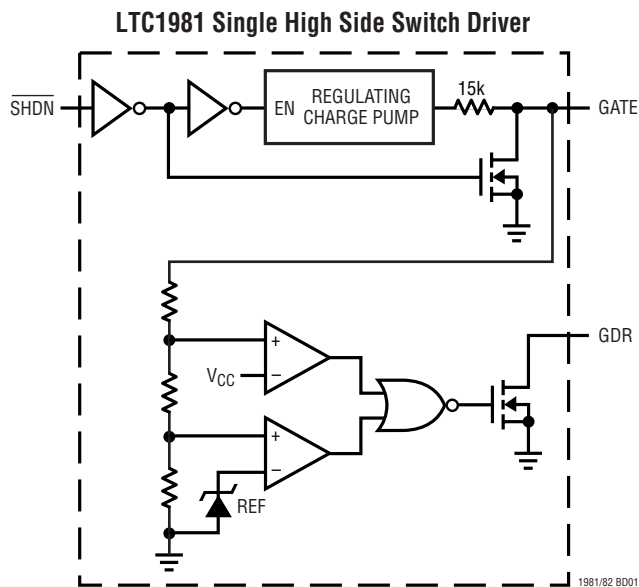 LTC1981 Single High Side Switch Driver
SHDN
EN
REGULATING
CHARGE PUMP
15k
GATE
+
VCC
–
GDR
+
–
REF
1981/82 BD01